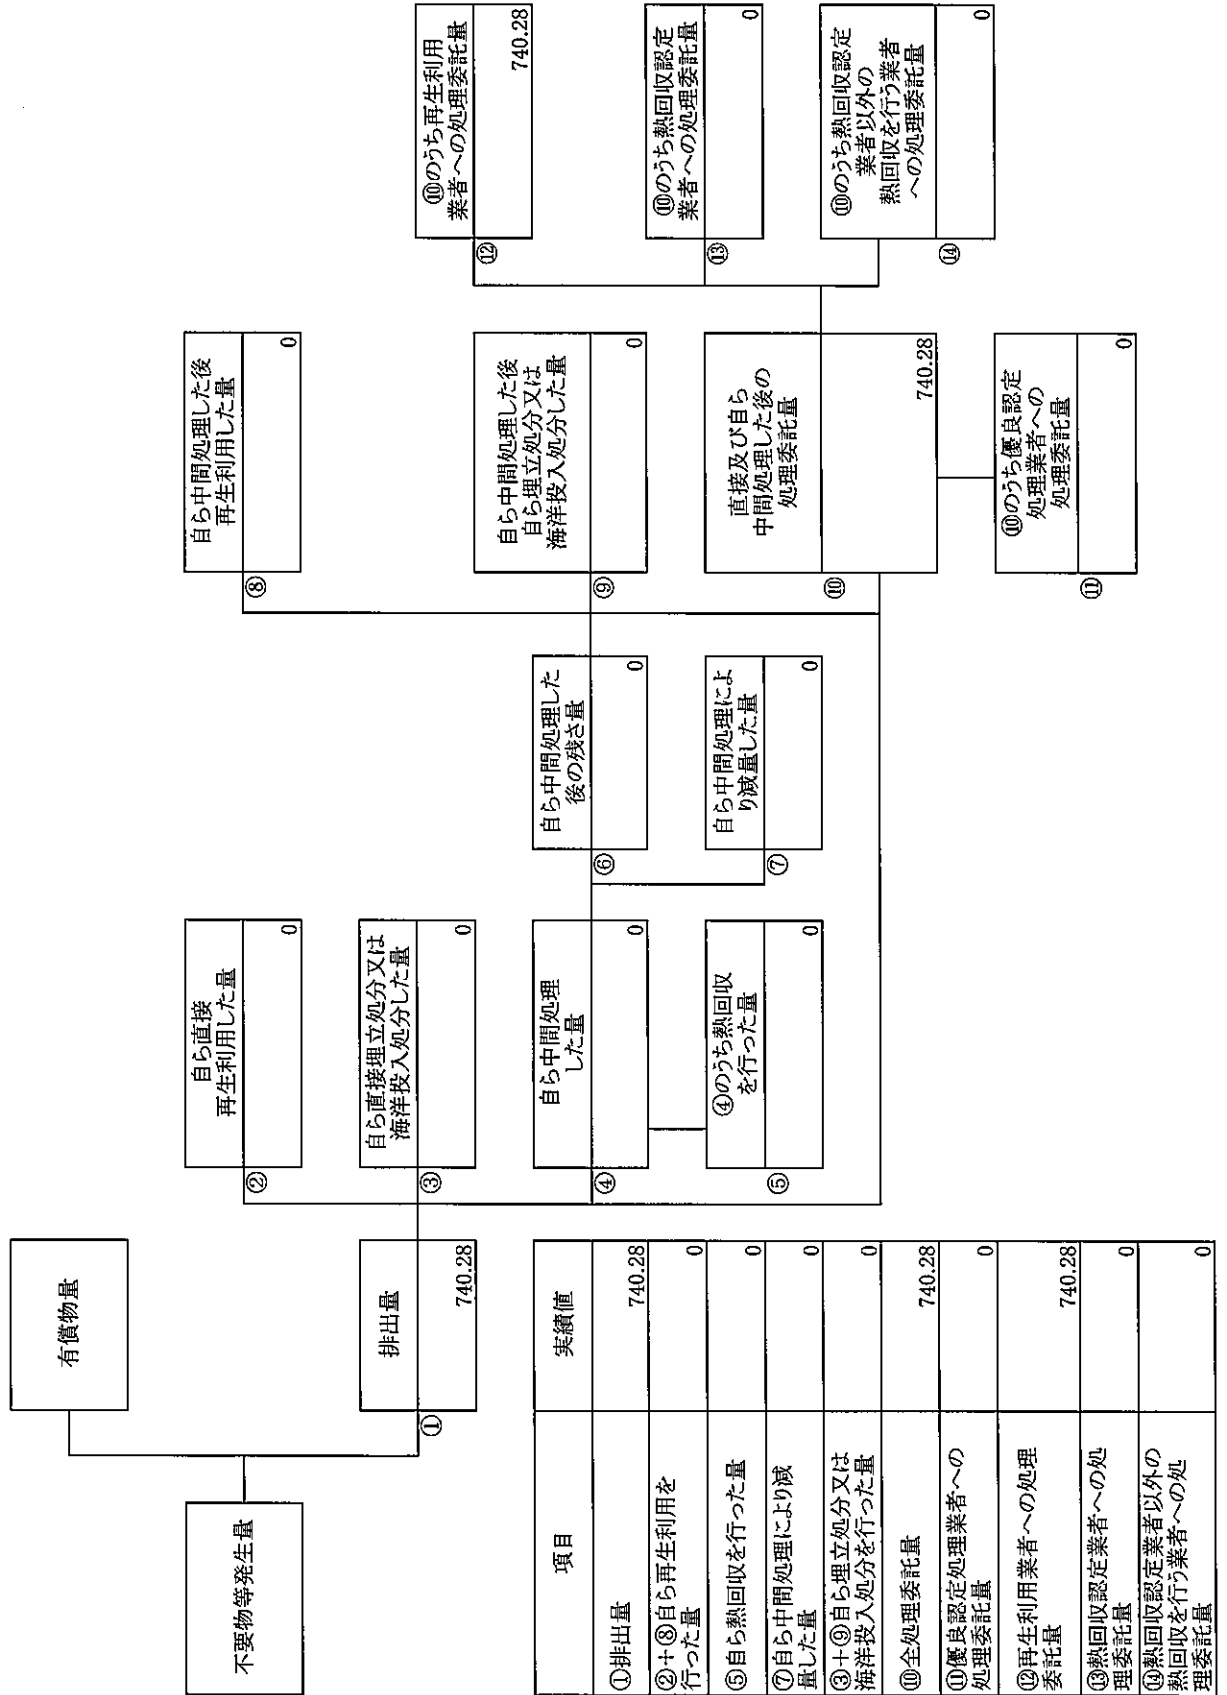 不要物等発生量
有償物量
①
排出量
740.28
②
自ら直接
再生利用した量
0
③
自ら直接埋立処分又は
海洋投入処分した量
0
④
自ら中間処理
した量
0
⑤
④のうち熱回収
を行った量
0
⑥
自ら中間処理した
後の残さ量
0
⑦
自ら中間処理によ
り減量した量
0
⑧
自ら中間処理した後
再生利用した量
0
⑨
自ら中間処理した後
自ら埋立処分又は
海洋投入処分した量
0
⑩
直接及び自ら
中間処理した後の
処理委託量
740.28
⑪
⑩のうち優良認定
処理業者への
処理委託量
0
⑫
⑩のうち再生利用
業者への処理委託量
740.28
⑬
⑩のうち熱回収認定
業者への処理委託量
0
⑭
⑩のうち熱回収認定
業者以外の
熱回収を行う業者
への処理委託量
0
項目
実績値
①排出量
740.28
②+⑧自ら再生利用を
行った量
0
⑤自ら熱回収を行った量
0
⑦自ら中間処理により減
量した量
0
③+⑨自ら埋立処分又は
海洋投入処分を行った量
0
⑩全処理委託量
740.28
⑪優良認定処理業者への
処理委託量
0
⑫再生利用業者への処理
委託量
740.28
⑬熱回収認定業者への処
理委託量
0
⑭熱回収認定業者以外の
熱回収を行う業者への処
理委託量
0